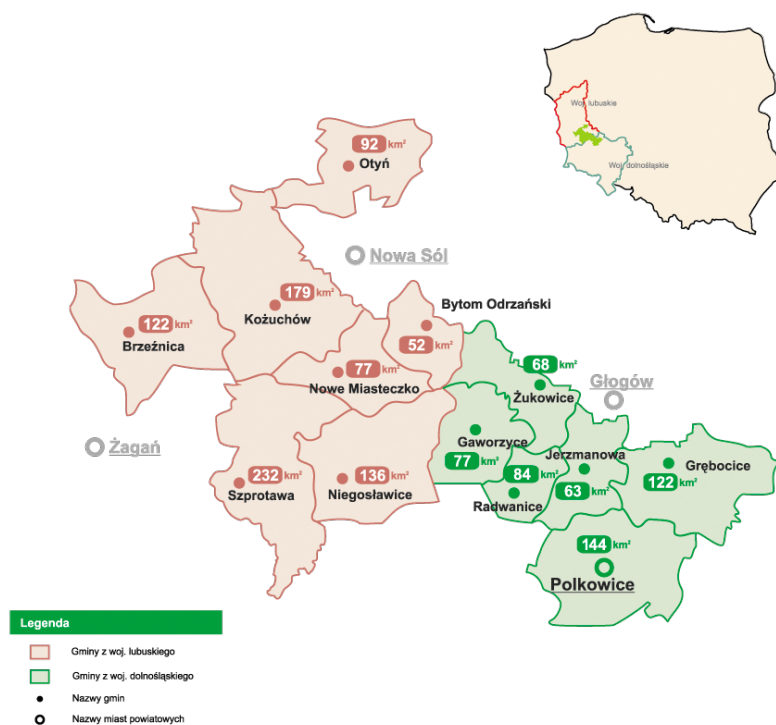 Woj. lubuskie
Woj. dolnośląskie
92 km²
Otyń
Nowa Sól
179 km²
Kożuchów
122 km²
Brzeźnica
Bytom Odrzański
52 km²
77 km²
Nowe Miasteczko
68 km²
Żukowice
Głogów
Żagań
Gaworzyce
77 km²
Jerzmanowa
63 km²
84 km²
Radwanice
Grębocice
122 km²
232 km²
Szprotawa
136 km²
Niegosławice
144 km²
Polkowice
Legenda
Gminy z woj. lubuskiego
Gminy z woj. dolnośląskiego
Nazwy gmin
Nazwy miast powiatowych